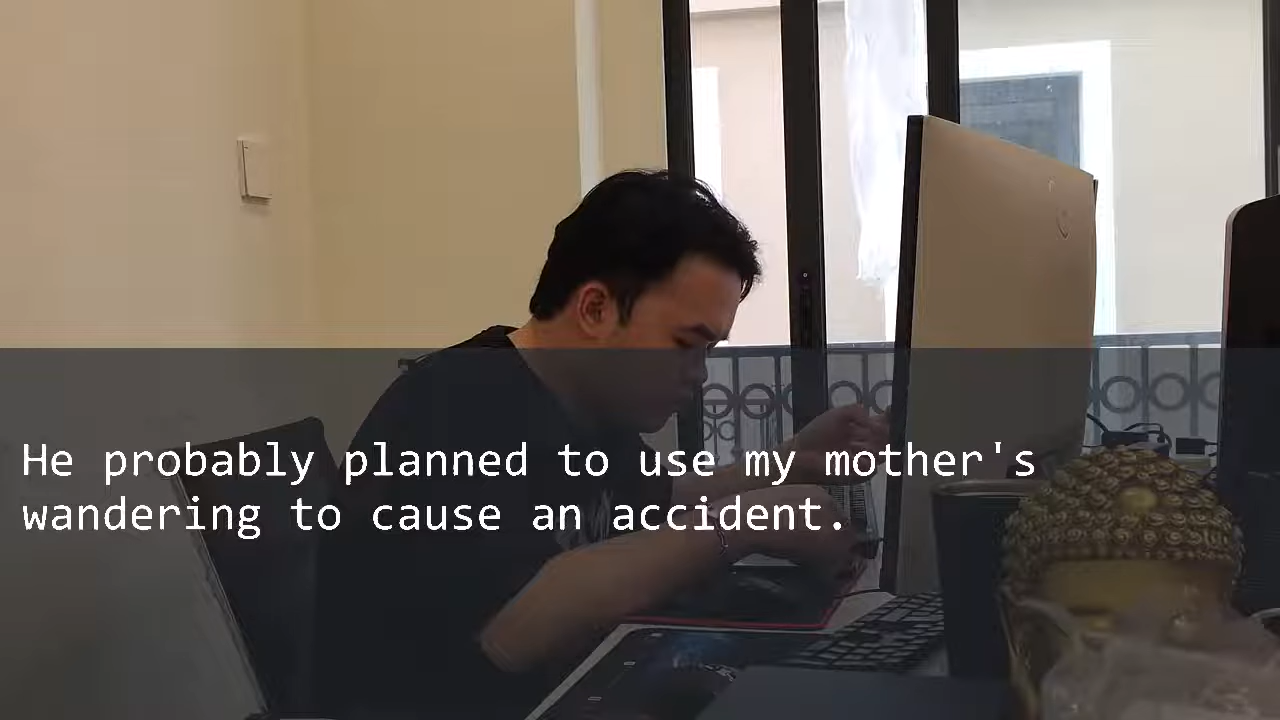 He probably planned to use my mother's
wandering to cause an accident.